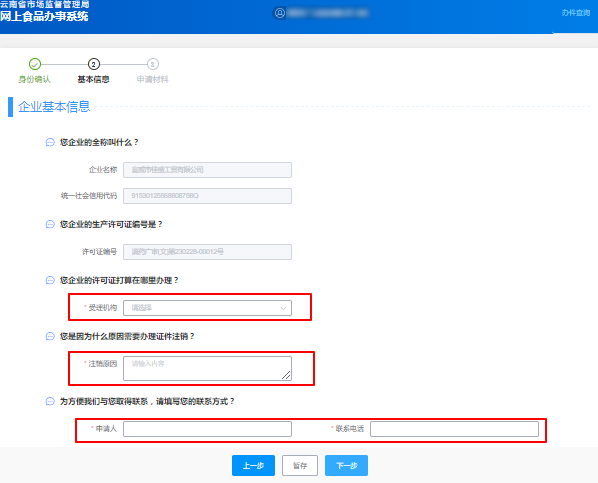 云南省市场监督管理局
网上食品办事系统
办件查询
2
3
身份确认
基本信息
申请材料
企业基本信息
您企业的全称叫什么？
企业名称
统一社会信用代码
您企业的生产许可证编号是？
许可证编号
您企业的许可证打算在哪里办理？
* 受理机构 请选择
您是因为什么原因需要办理证件注销？
* 注销原因 请输入内容
为方便我们与您取得联系，请填写您的联系方式？
* 申请人 * 联系电话
上一步 暂存 下一步